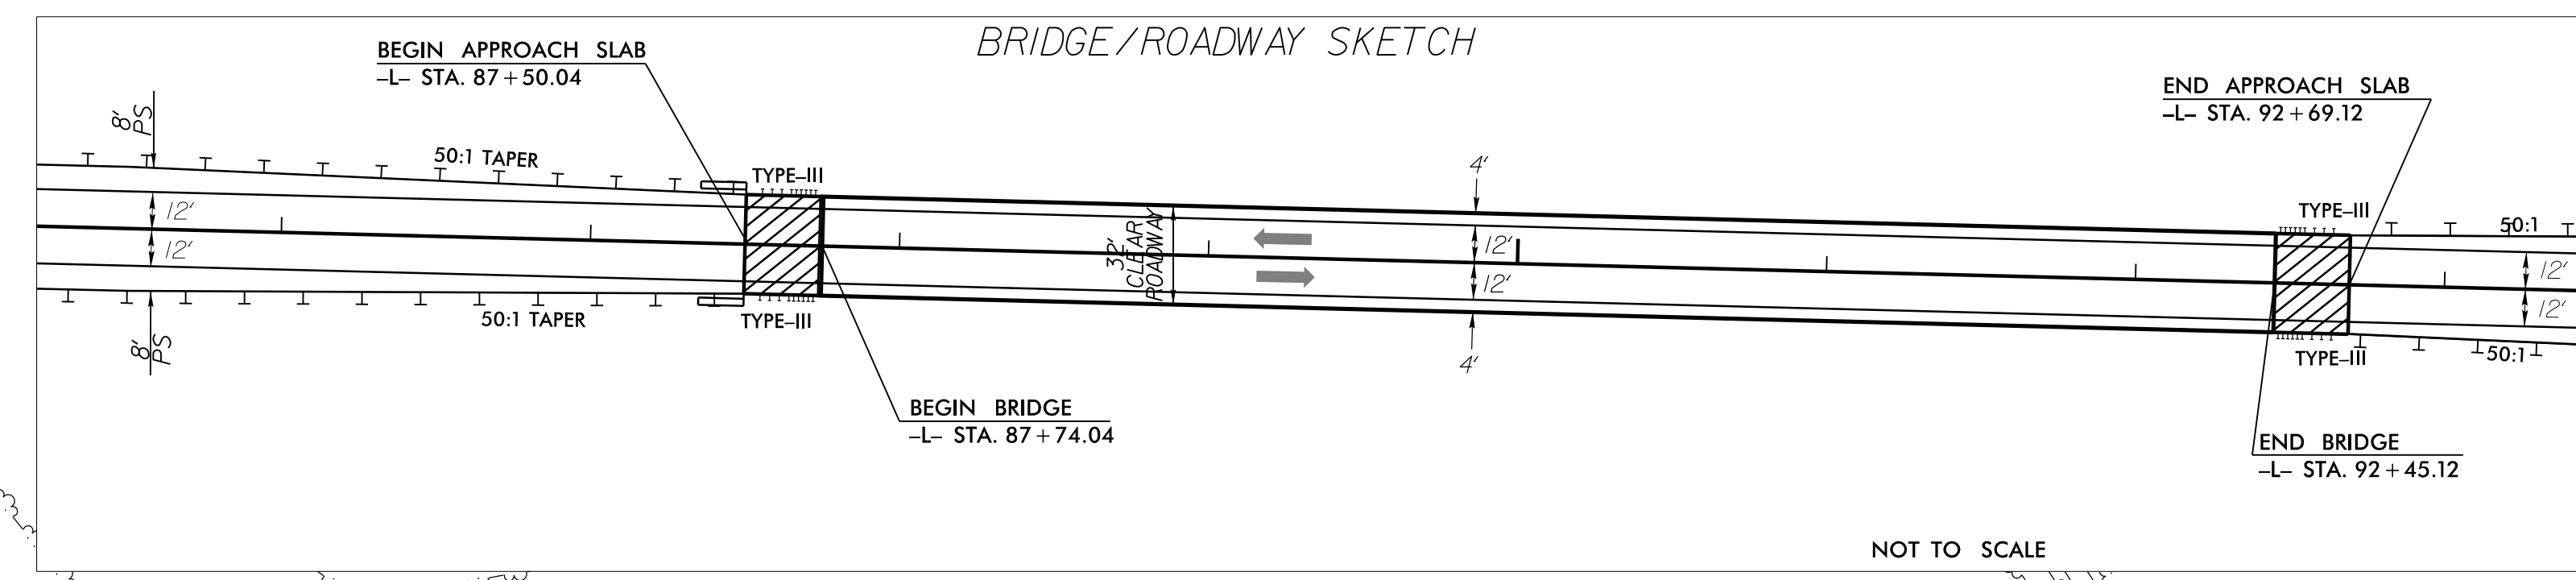 BRIDGE/ROADWAY SKETCH
BEGIN APPROACH SLAB
-L- STA. 87+50.04
END APPROACH SLAB
-L- STA. 92+69.12
8'
PS
50:1 TAPER
TYPE-III
4'
TYPE-III
50:1
12'
12'
32'
CLEAR
ROADWAY
12'
12'
12'
12'
50:1 TAPER
TYPE-III
8'
PS
4'
TYPE-III
50:1
BEGIN BRIDGE
-L- STA. 87+74.04
END BRIDGE
-L- STA. 92+45.12
NOT TO SCALE